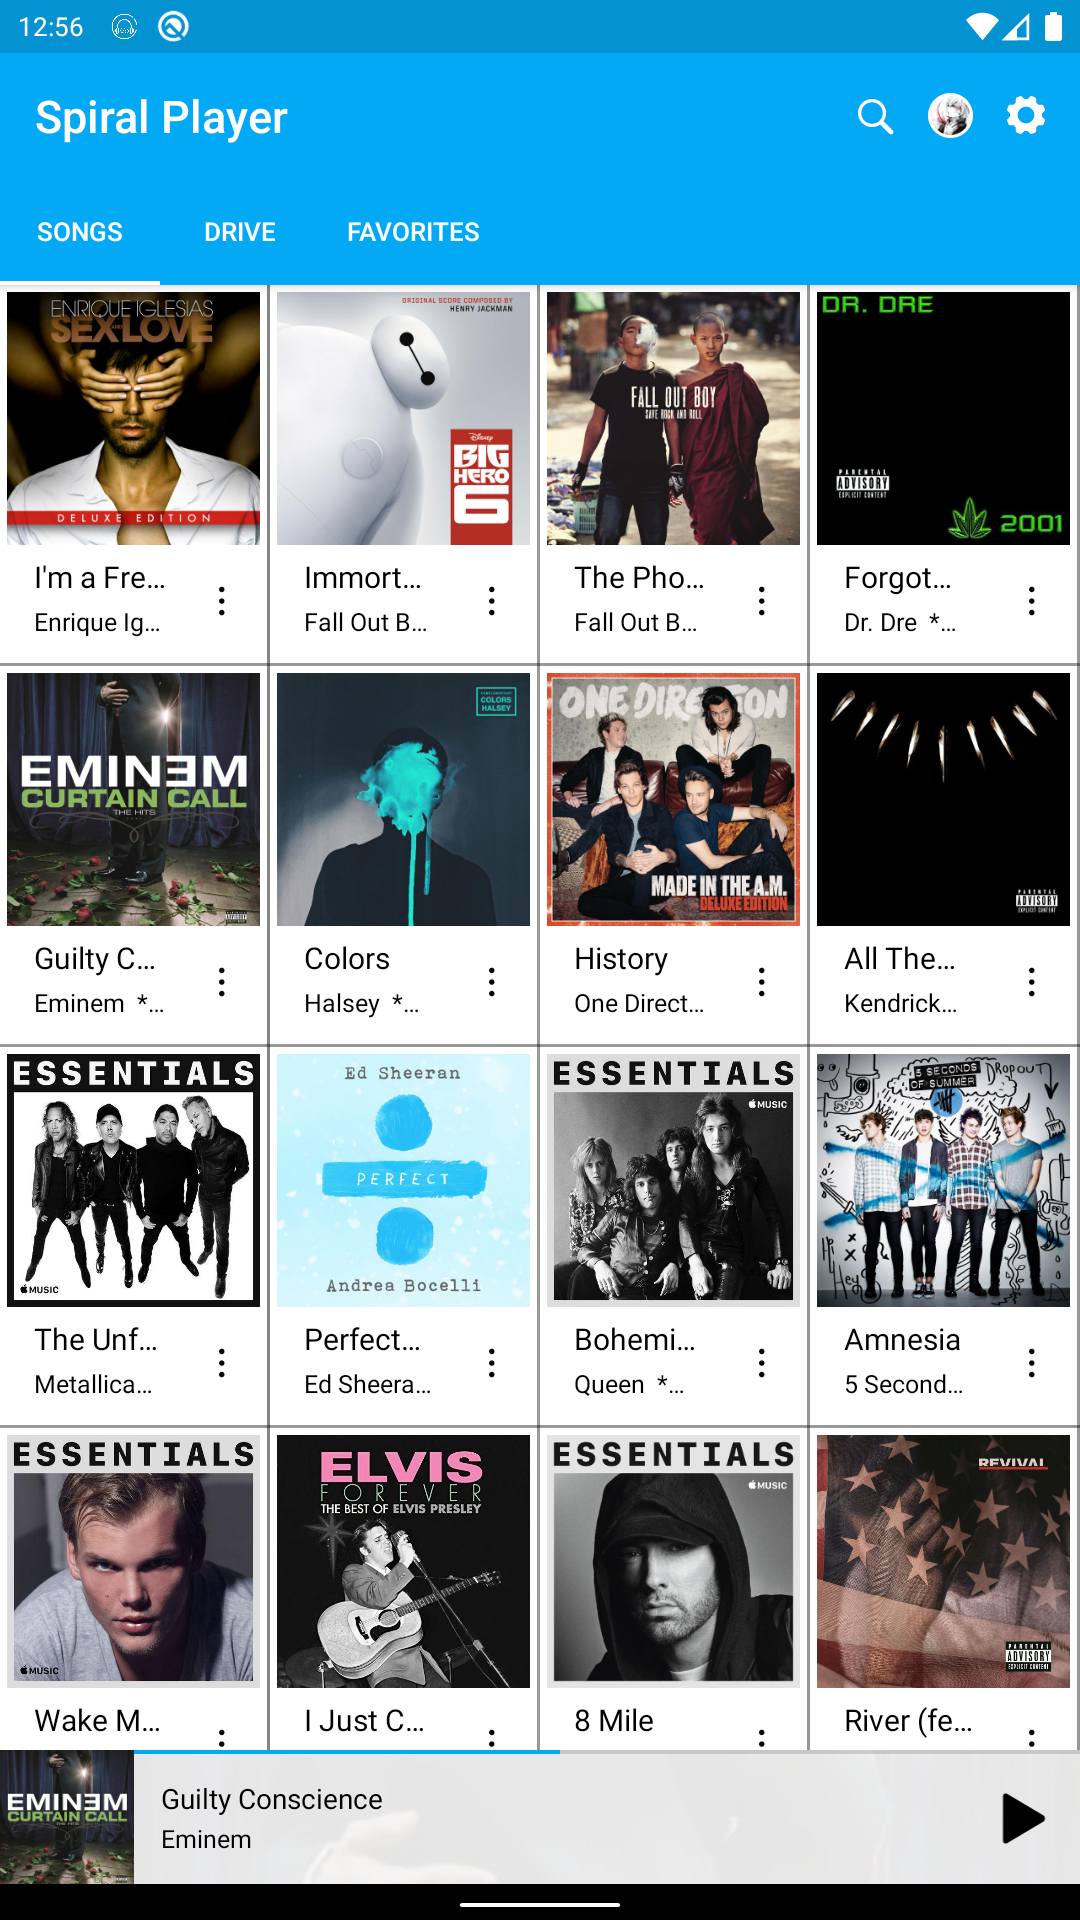 12:56
Spiral Player
SONGS DRIVE FAVORITES
ENRIQUE IGLESIAS
SEX AND LOVE
DELUXE EDITION
ORIGINAL SCORE COMPOSED BY
HENRY JACKMAN
Disney
BIG
HERO
6
FALL OUT BOY
SAVE ROCK AND ROLL
DR. DRE
PARENTAL
ADVISORY
EXPLICIT CONTENT
2001
I'm a Fre...
Enrique Ig...
Immort...
Fall Out B...
The Pho...
Fall Out B...
Forgot...
Dr. Dre *...
EMINƎM
CURTAIN CALL
THE HITS
COLORS
HALSEY
ONE DIRECTION
MADE IN THE A.M.
DELUXE EDITION
PARENTAL
ADVISORY
EXPLICIT CONTENT
Guilty C...
Eminem *...
Colors
Halsey *...
History
One Direct...
All The...
Kendrick...
ESSENTIALS
MUSIC
Ed Sheeran
PERFECT
Andrea Bocelli
ESSENTIALS
MUSIC
5 SECONDS
OF SUMMER
DROPOUT
The Unf...
Metallica...
Perfect...
Ed Sheera...
Bohemi...
Queen *...
Amnesia
5 Second...
ESSENTIALS
MUSIC
ELVIS
FOREVER
THE BEST OF ELVIS PRESLEY
ESSENTIALS
MUSIC
REVIVAL
PARENTAL
ADVISORY
EXPLICIT CONTENT
Wake M...
I Just C...
8 Mile
River (fe...
EMINƎM
CURTAIN CALL
THE HITS
Guilty Conscience
Eminem